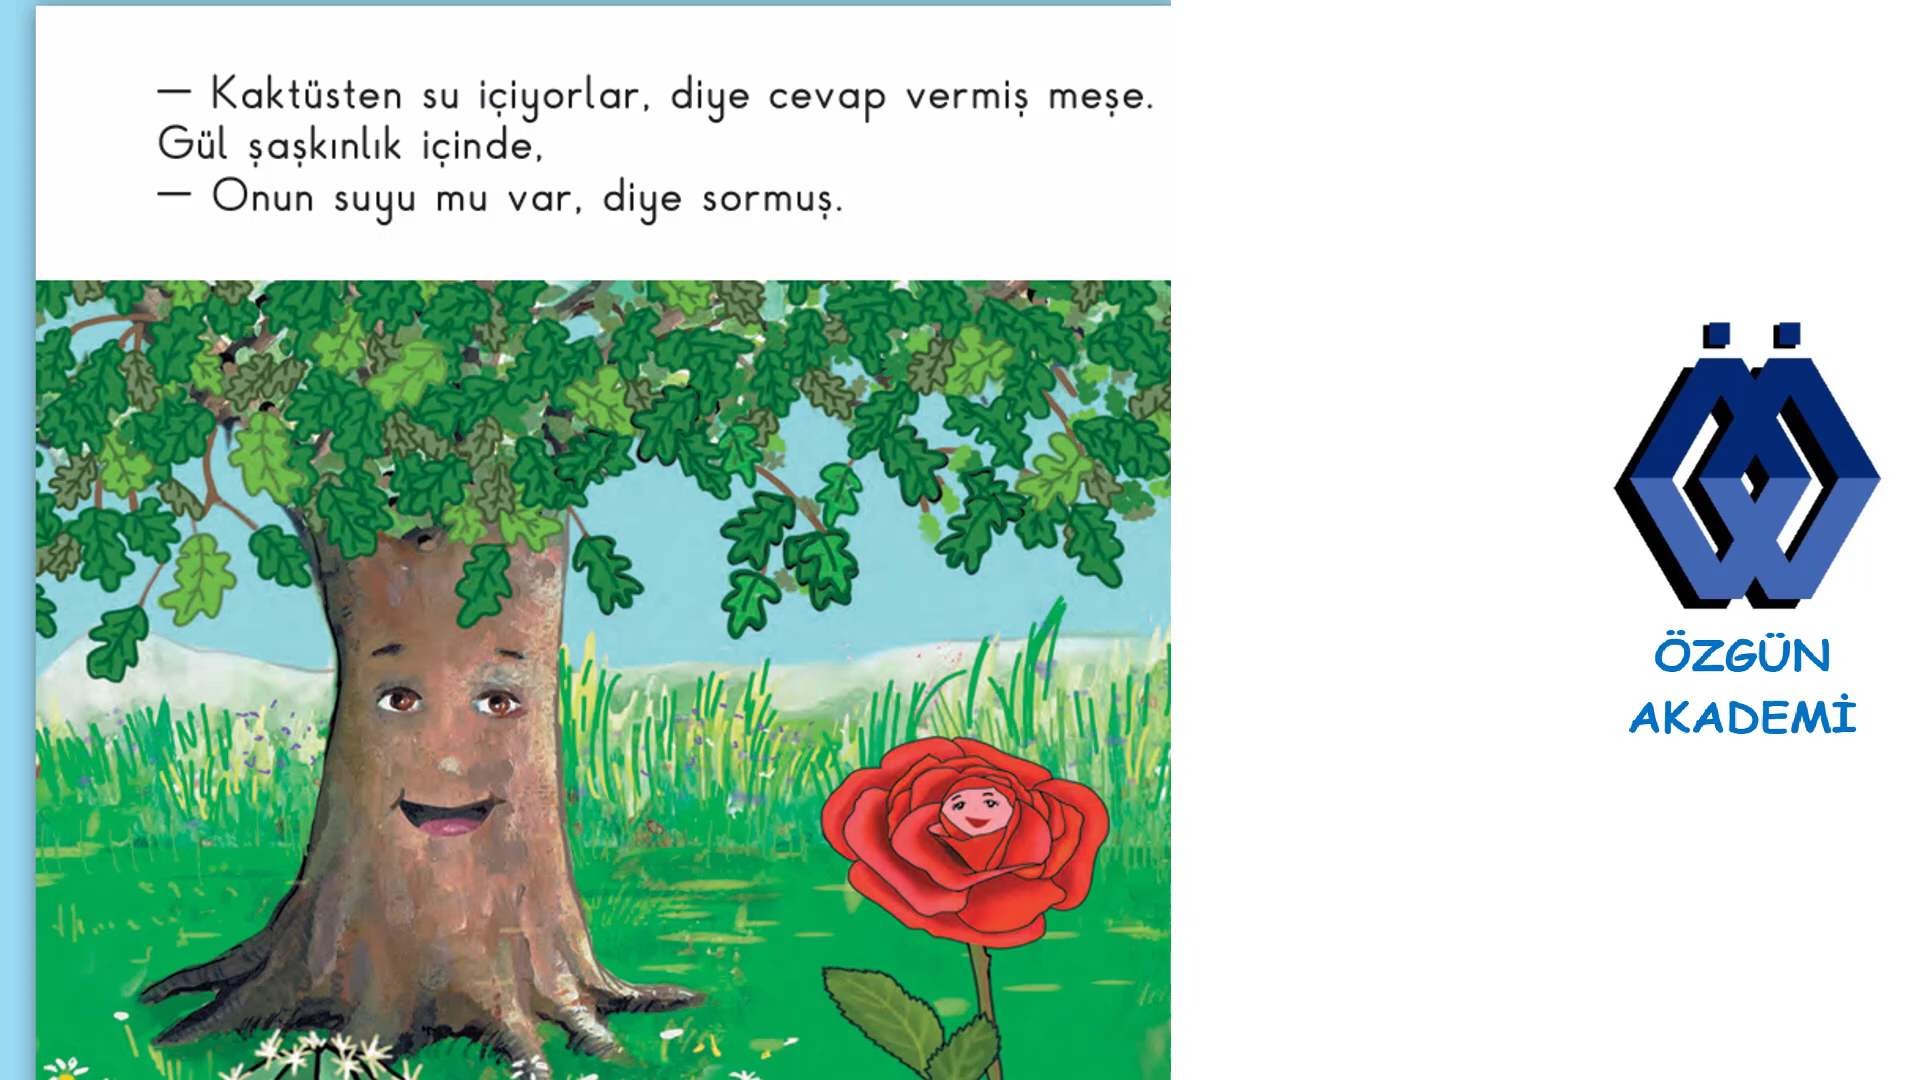 — Kaktüsten su içiyorlar, diye cevap vermiş meşe.
Gül şaşkınlık içinde,
— Onun suyu mu var, diye sormuş.
ÖZGÜN
AKADEMİ